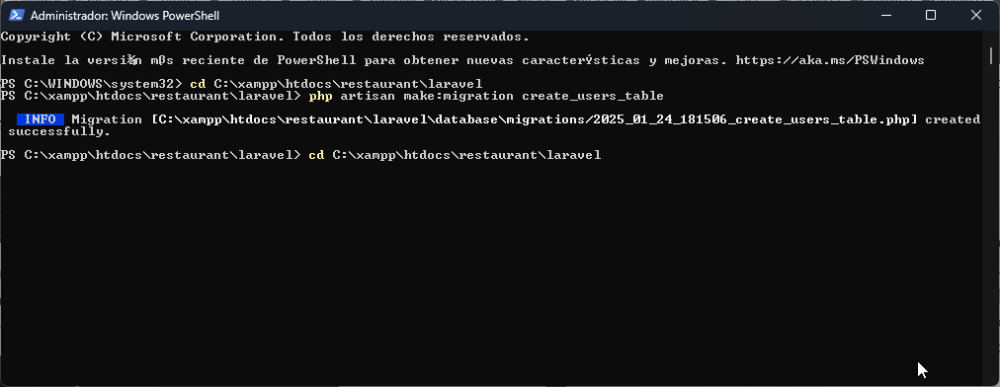 Administrador: Windows PowerShell
Copyright (C) Microsoft Corporation. Todos los derechos reservados.
Instale la versi¾n mßs reciente de PowerShell para obtener nuevas caracterýsticas y mejoras. https://aka.ms/PSWindows
PS C:\WINDOWS\system32> cd C:\xampp\htdocs\restaurant\laravel
PS C:\xampp\htdocs\restaurant\laravel> php artisan make:migration create_users_table
INFO Migration [C:\xampp\htdocs\restaurant\laravel\database\migrations/2025_01_24_181506_create_users_table.php] created
successfully.
PS C:\xampp\htdocs\restaurant\laravel> cd C:\xampp\htdocs\restaurant\laravel